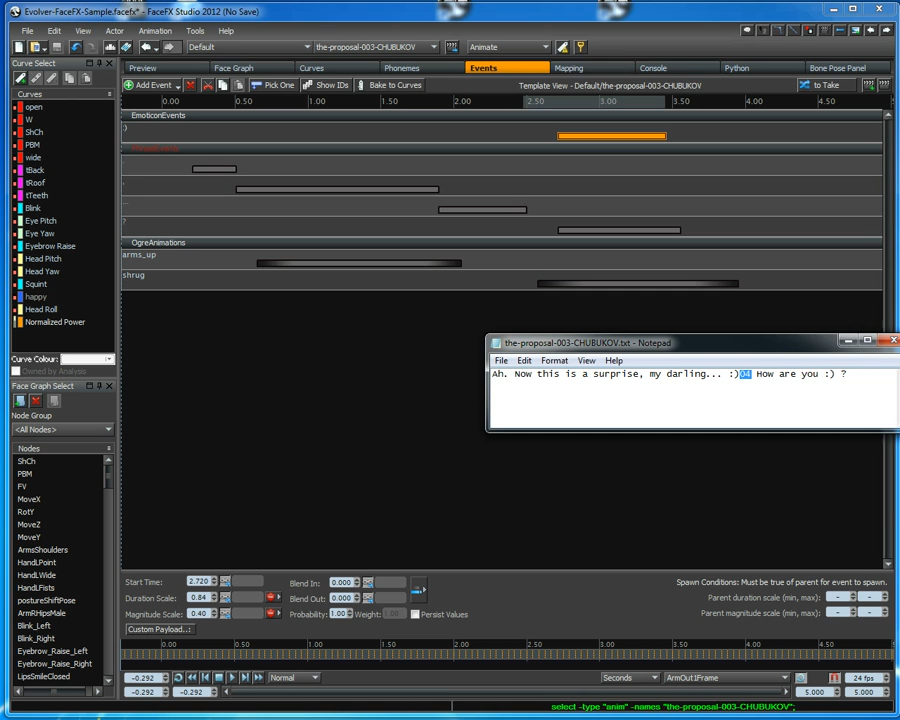 Evolver-FaceFX-Sample.facefx* - FaceFX Studio 2012 (No Save)
File Edit View Actor Animation Tools Help
Default the-proposal-003-CHUBUKOV Animate
Curve Select
Preview Face Graph Curves Phonemes Events Mapping Console Python Bone Pose Panel
Add Event Pick One Show IDs Bake to Curves Template View - Default/the-proposal-003-CHUBUKOV to Take
Curves
0.00 0.50 1.00 1.50 2.00 2.50 3.00 3.50 4.00 4.50
open
W
ShCh
PBM
wide
tBack
tRoof
tTeeth
Blink
Eye Pitch
Eye Yaw
Eyebrow Raise
Head Pitch
Head Yaw
Squint
happy
Head Roll
Normalized Power
EmoticonEvents
:)
,
...
?
OgreAnimations
arms_up
shrug
Curve Colour:
Owned by Analysis
Face Graph Select
Node Group
<All Nodes>
Nodes
ShCh
PBM
FV
MoveX
RotY
MoveZ
MoveY
ArmsShoulders
HandLPoint
HandLWide
HandLFists
postureShiftPose
ArmRHipsMale
Blink_Left
Blink_Right
Eyebrow_Raise_Left
Eyebrow_Raise_Right
LipsSmileClosed
the-proposal-003-CHUBUKOV.txt - Notepad
File Edit Format View Help
Ah. Now this is a surprise, my darling... :)04 How are you :) ?
Start Time: 2.720 Blend In: 0.000 Spawn Conditions: Must be true of parent for event to spawn.
Duration Scale: 0.84 Blend Out: 0.000 Parent duration scale (min, max): - -
Magnitude Scale: 0.40 Probability: 1.00 Weight: 1.00 Persist Values Parent magnitude scale (min, max): - -
Custom Payload...:
0.00 0.50 1.00 1.50 2.00 2.50 3.00 3.50 4.00 4.50
-0.292 Normal Seconds ArmOut1Frame 24 fps
-0.292 -0.292 5.000 5.000
select -type "anim" -names "the-proposal-003-CHUBUKOV";